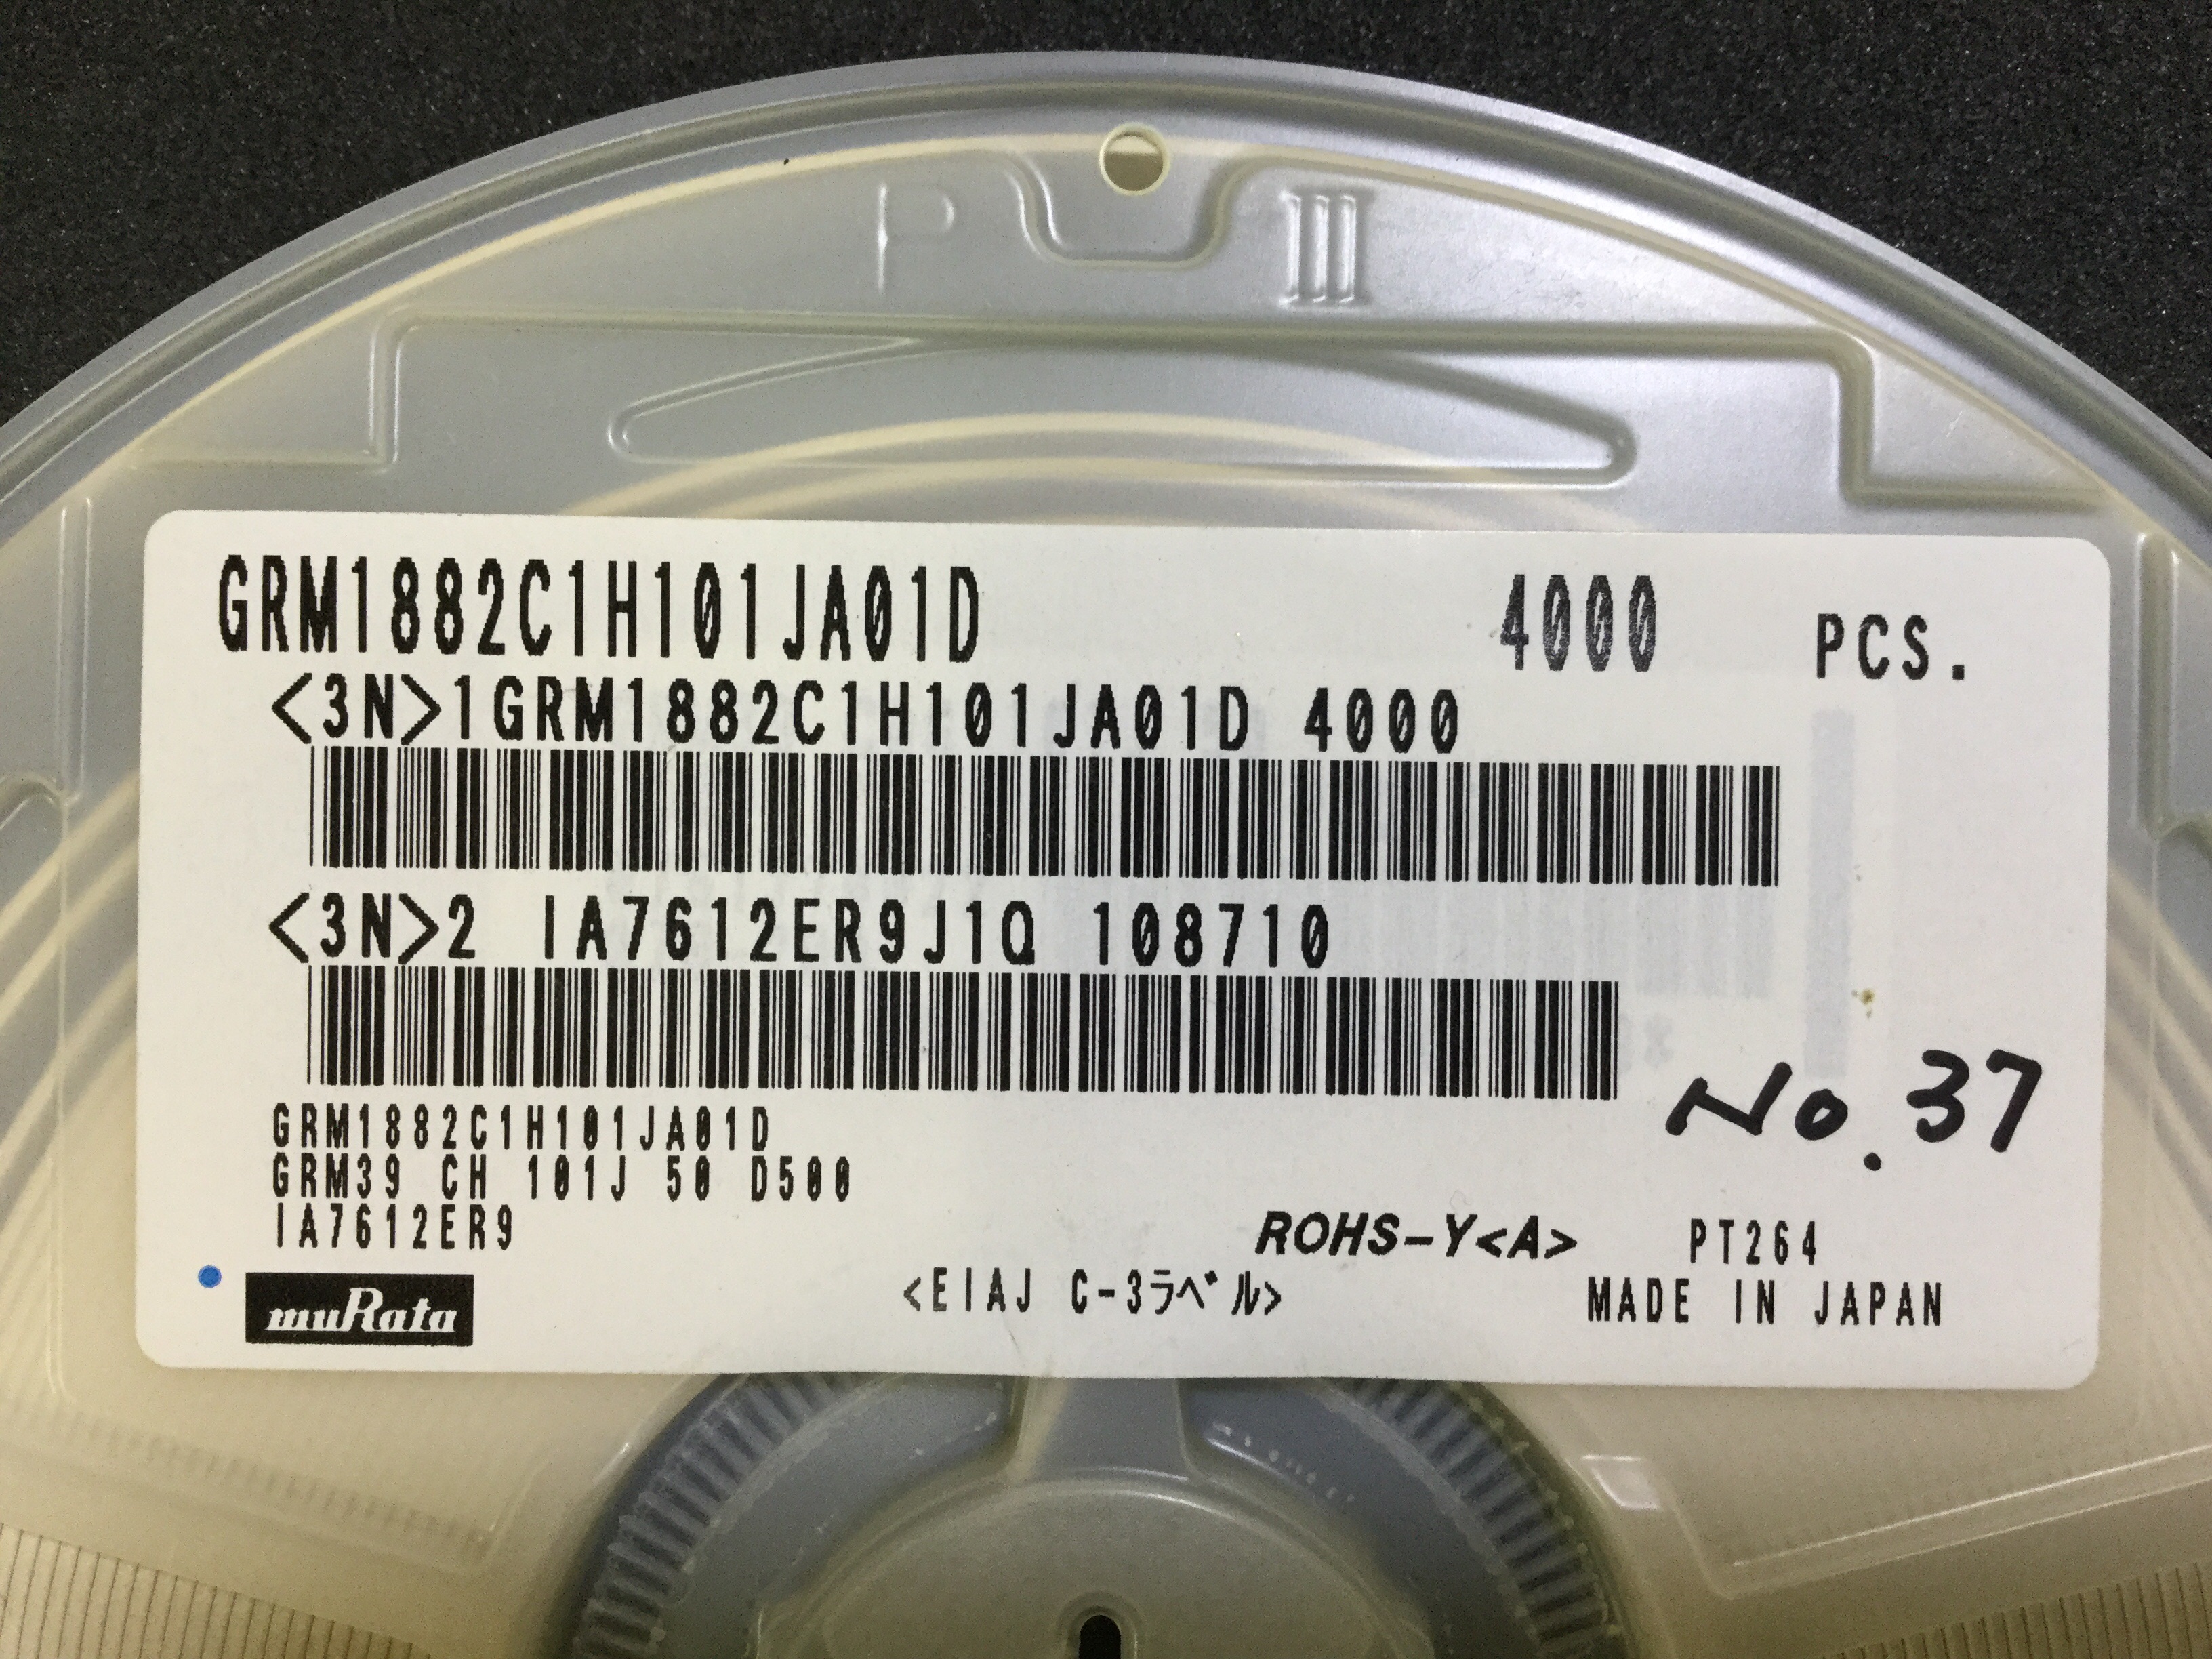 P III
GRM1882C1H101JA01D 4000 PCS.
<3N>1GRM1882C1H101JA01D 4000
<3N>2 IA7612ER9J1Q 108710
No.37
GRM1882C1H101JA01D
GRM39 CH 101J 50 D500
IA7612ER9
ROHS-Y<A> PT264
muRata <EIAJ C-3ラベル> MADE IN JAPAN